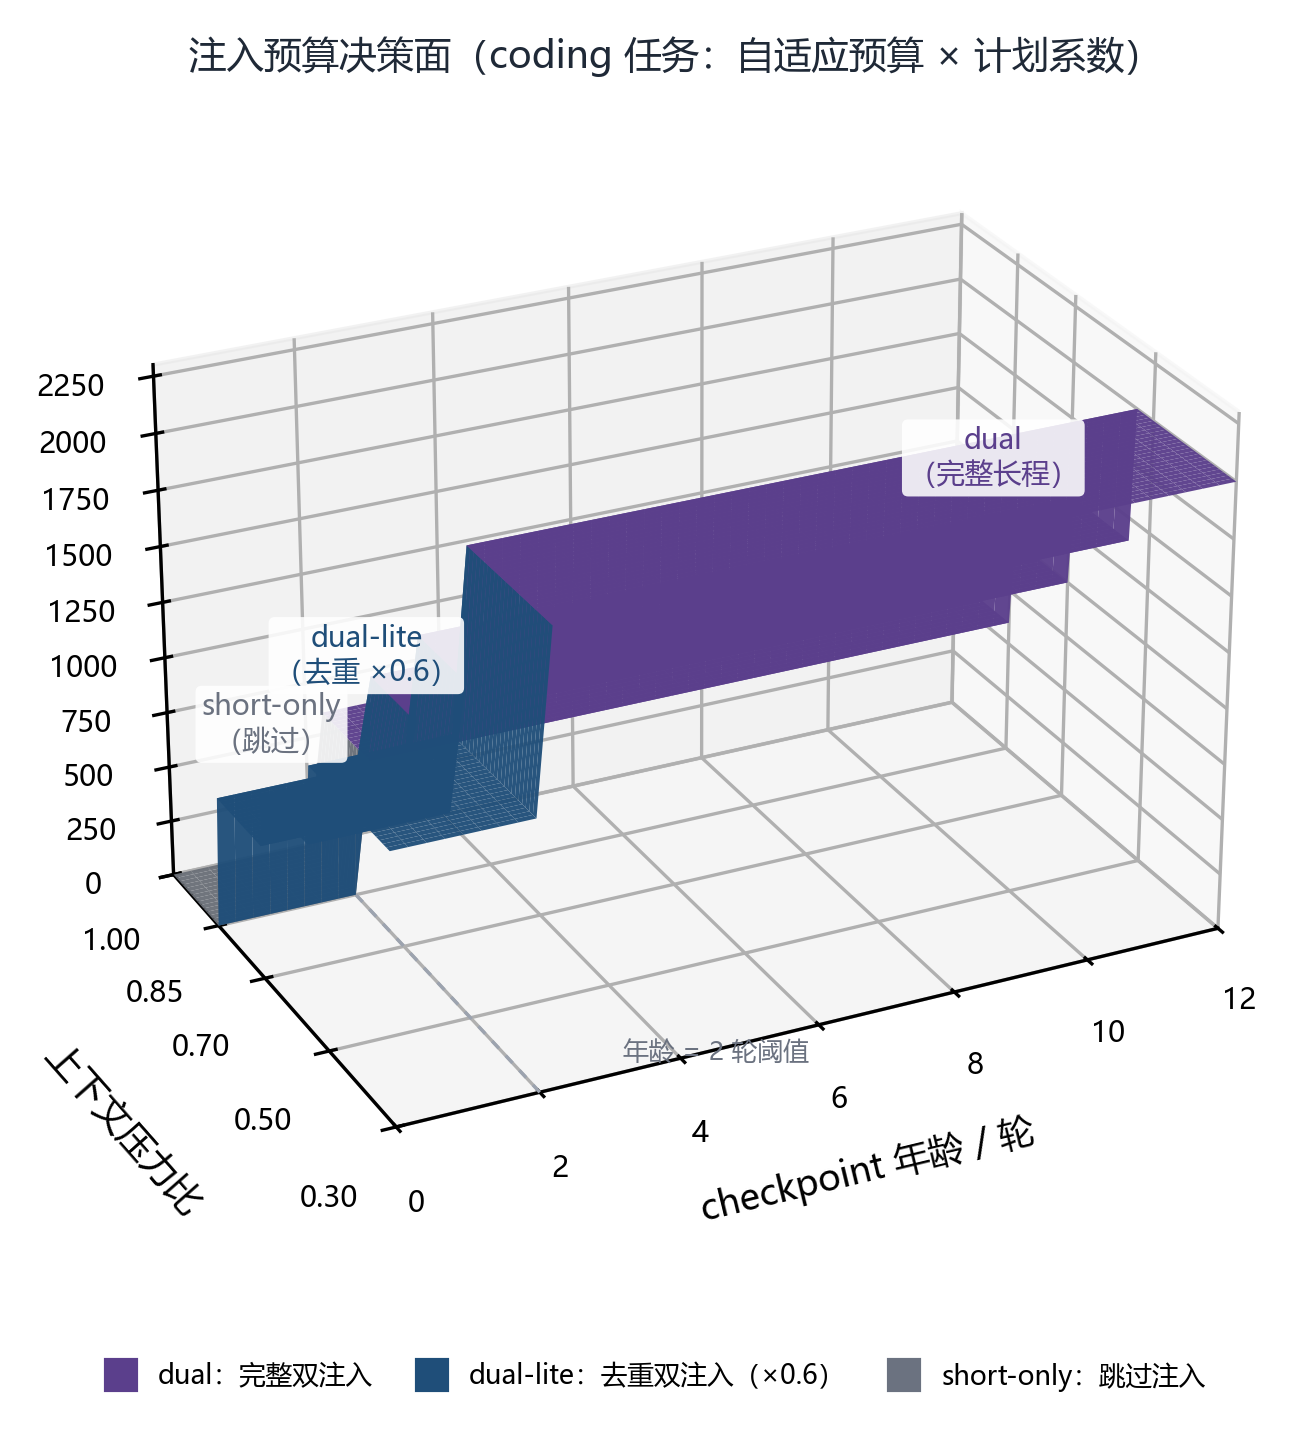 注入预算决策面（coding 任务：自适应预算 × 计划系数）
2250
2000
1750
1500
1250
1000
750
500
250
0
dual
（完整长程）
dual-lite
（去重 ×0.6）
short-only
（跳过）
1.00
0.85
0.70
0.50
0.30
上下文压力比
年龄 = 2 轮阈值
0
2
4
6
8
10
12
checkpoint 年龄 / 轮
dual：完整双注入
dual-lite：去重双注入（×0.6）
short-only：跳过注入